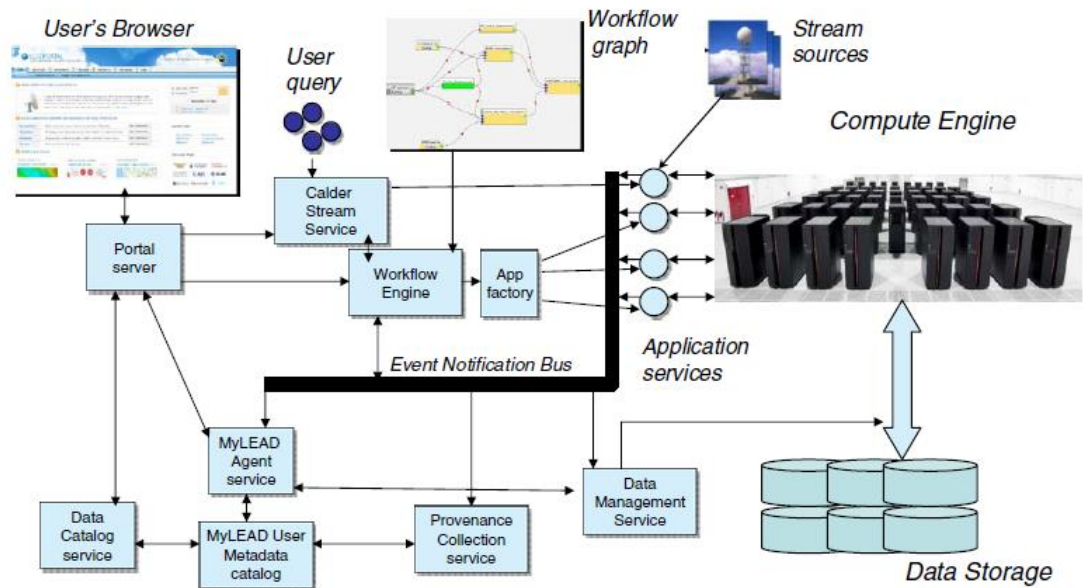 User's Browser
User
query
Workflow
graph
Stream
sources
Compute Engine
Calder
Stream
Service
Portal
server
Workflow
Engine
App
factory
Application
services
Event Notification Bus
MyLEAD
Agent
service
Data
Management
Service
Data
Catalog
service
MyLEAD User
Metadata
catalog
Provenance
Collection
service
Data Storage